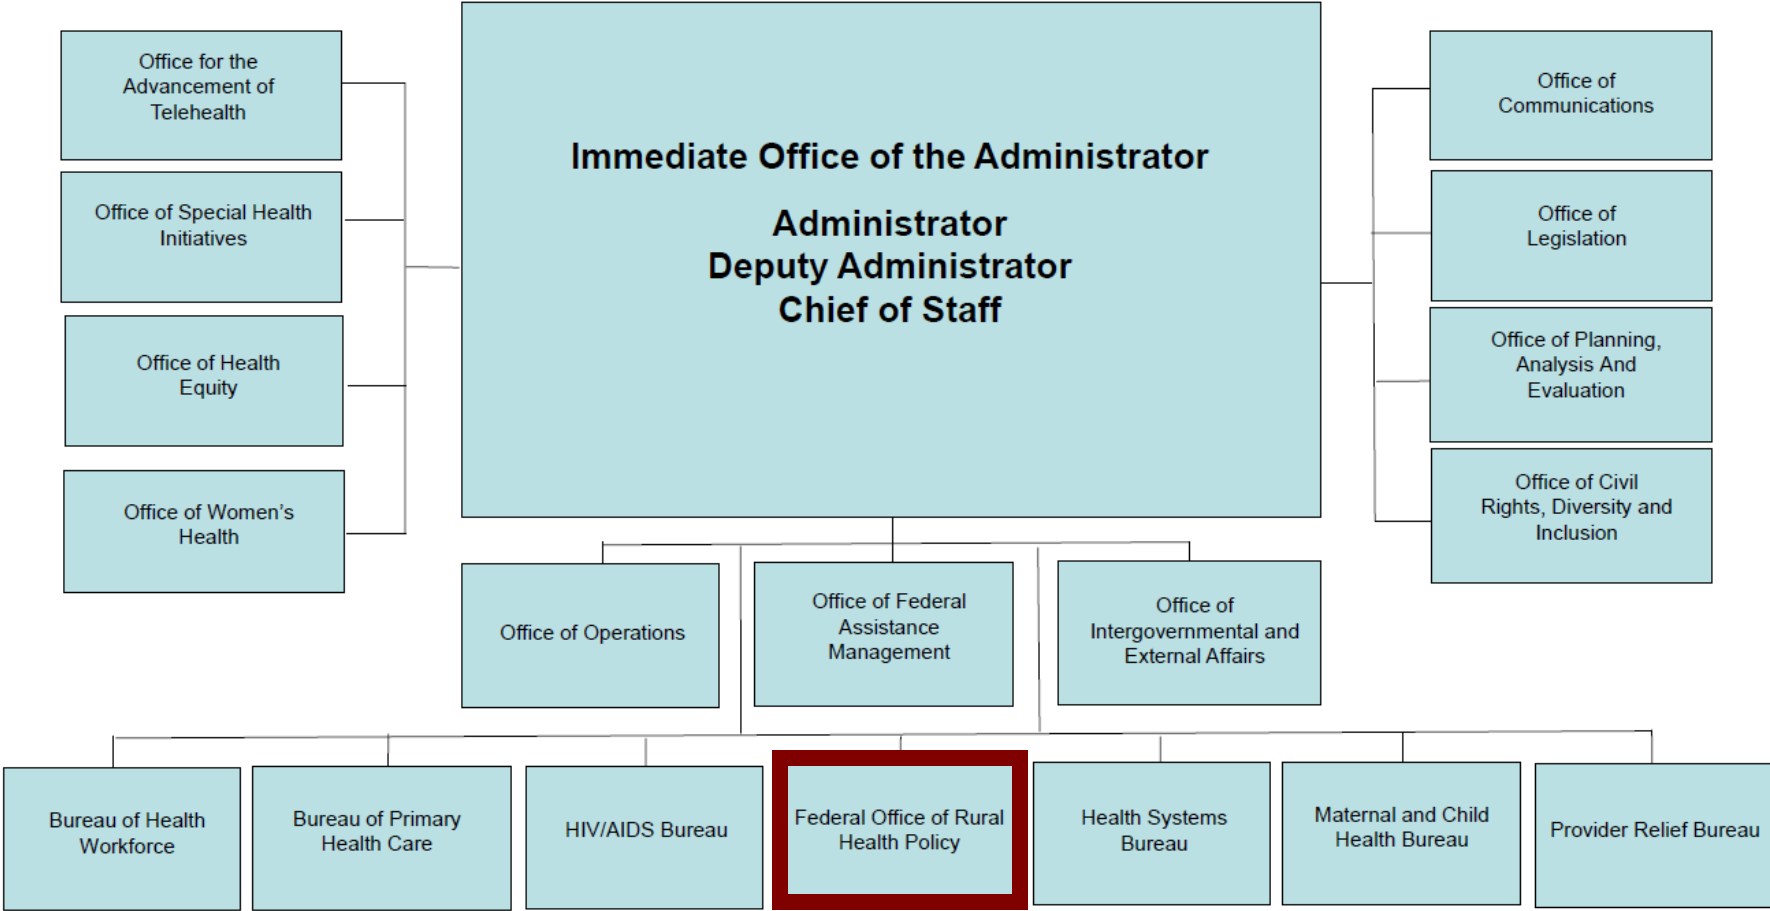 Immediate Office of the Administrator
Administrator
Deputy Administrator
Chief of Staff
Office for the
Advancement of
Telehealth
Office of Special Health
Initiatives
Office of Health
Equity
Office of Women’s
Health
Office of
Communications
Office of
Legislation
Office of Planning,
Analysis And
Evaluation
Office of Civil
Rights, Diversity and
Inclusion
Office of Operations
Office of Federal
Assistance
Management
Office of
Intergovernmental and
External Affairs
Bureau of Health
Workforce
Bureau of Primary
Health Care
HIV/AIDS Bureau
Federal Office of Rural
Health Policy
Health Systems
Bureau
Maternal and Child
Health Bureau
Provider Relief Bureau